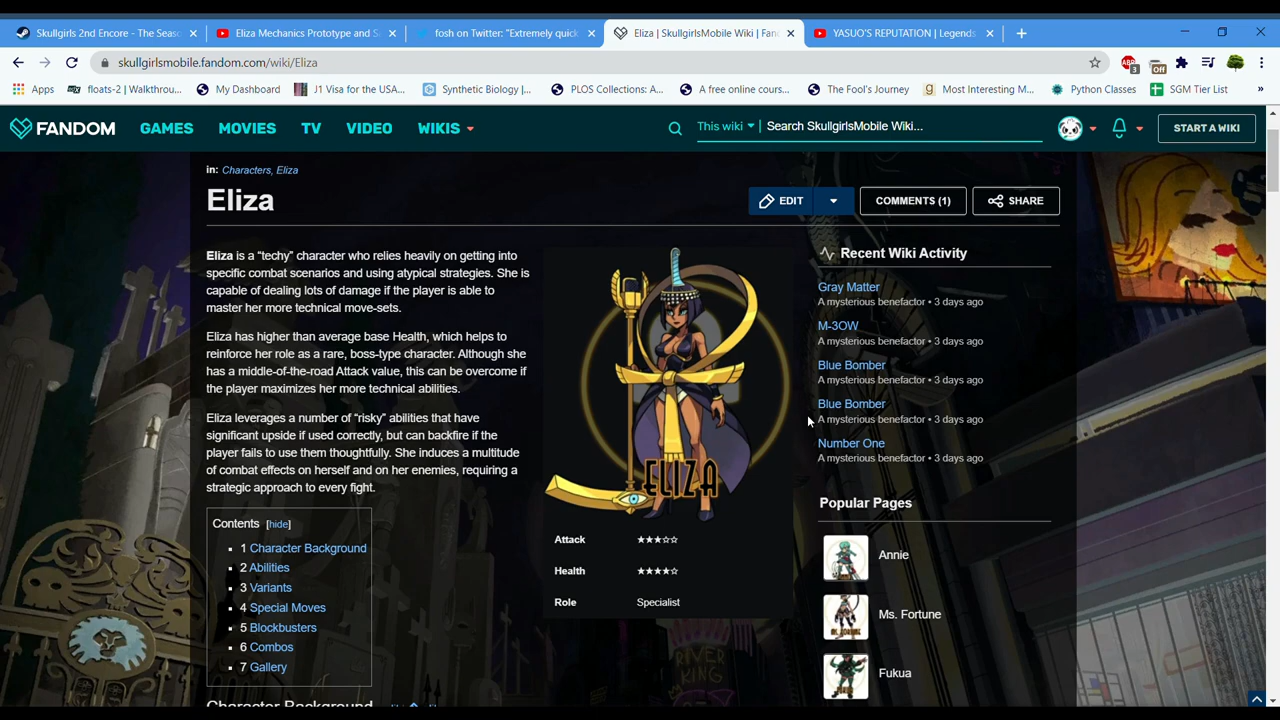 Skullgirls 2nd Encore - The Seaso
Eliza Mechanics Prototype and S
fosh on Twitter: "Extremely quick
Eliza | SkullgirlsMobile Wiki | Fan
YASUO'S REPUTATION | Legends
skullgirlsmobile.fandom.com/wiki/Eliza
ABP
3
Off
Apps
floats-2 | Walkthrou...
My Dashboard
J1 Visa for the USA...
Synthetic Biology |...
PLOS Collections: A...
A free online cours...
The Fool's Journey
Most Interesting M...
Python Classes
SGM Tier List
»
FANDOM
GAMES
MOVIES
TV
VIDEO
WIKIS
This wiki
Search SkullgirlsMobile Wiki...
START A WIKI
in: Characters, Eliza
Eliza
EDIT
COMMENTS (1)
SHARE
Eliza is a “techy” character who relies heavily on getting into
specific combat scenarios and using atypical strategies. She is
capable of dealing lots of damage if the player is able to
master her more technical move-sets.
Eliza has higher than average base Health, which helps to
reinforce her role as a rare, boss-type character. Although she
has a middle-of-the-road Attack value, this can be overcome if
the player maximizes her more technical abilities.
Eliza leverages a number of “risky” abilities that have
significant upside if used correctly, but can backfire if the
player fails to use them thoughtfully. She induces a multitude
of combat effects on herself and on her enemies, requiring a
strategic approach to every fight.
Contents [hide]
1 Character Background
2 Abilities
3 Variants
4 Special Moves
5 Blockbusters
6 Combos
7 Gallery
Character Background
ELIZA
Attack ★★★☆☆
Health ★★★★☆
Role Specialist
Recent Wiki Activity
Gray Matter
A mysterious benefactor • 3 days ago
M-3OW
A mysterious benefactor • 3 days ago
Blue Bomber
A mysterious benefactor • 3 days ago
Blue Bomber
A mysterious benefactor • 3 days ago
Number One
A mysterious benefactor • 3 days ago
Popular Pages
Annie
Ms. Fortune
Fukua
RIVER
KING